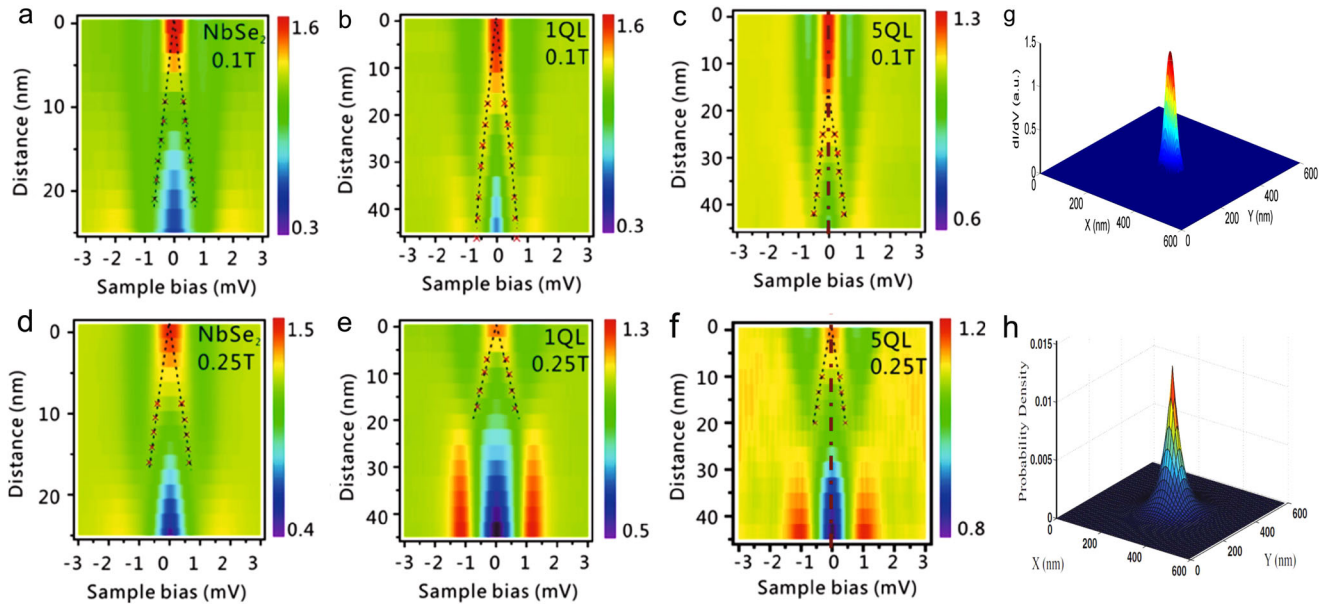 a
NbSe2
0.1T
1.6
0.3
0
10
20
Distance (nm)
-3 -2 -1 0 1 2 3
Sample bias (mV)
b
1QL
0.1T
1.6
0.3
0
10
20
30
40
Distance (nm)
-3 -2 -1 0 1 2 3
Sample bias (mV)
c
5QL
0.1T
1.3
0.6
0
10
20
30
40
Distance (nm)
-3 -2 -1 0 1 2 3
Sample bias (mV)
g
1.5
1
0.5
0
dI/dV (a.u.)
0
200
400
600
X (nm)
0
200
400
600
Y (nm)
d
NbSe2
0.25T
1.5
0.4
0
10
20
Distance (nm)
-3 -2 -1 0 1 2 3
Sample bias (mV)
e
1QL
0.25T
1.3
0.5
0
10
20
30
40
Distance (nm)
-3 -2 -1 0 1 2 3
Sample bias (mV)
f
5QL
0.25T
1.2
0.8
0
10
20
30
40
Distance (nm)
-3 -2 -1 0 1 2 3
Sample bias (mV)
h
0.015
0.01
0.005
0
Probability Density
0
200
400
600
X (nm)
0
200
400
600
Y (nm)